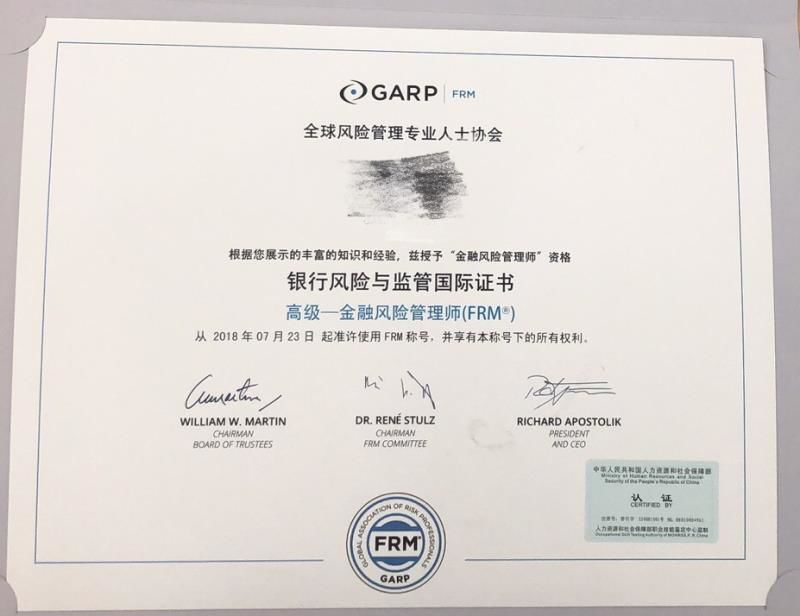 GARP FRM
全球风险管理专业人士协会
根据您展示的丰富的知识和经验，兹授予“金融风险管理师”资格
银行风险与监管国际证书
高级—金融风险管理师(FRM®)
从 2018 年 07 月 23 日 起准许使用 FRM 称号，并享有本称号下的所有权利。
WILLIAM W. MARTIN
CHAIRMAN
BOARD OF TRUSTEES
DR. RENÉ STULZ
CHAIRMAN
FRM COMMITTEE
RICHARD APOSTOLIK
PRESIDENT
AND CEO
中华人民共和国人力资源和社会保障部
Ministry of Human Resources and Social
Security of the People's Republic of China
认 证
CERTIFIED BY
人力资源和社会保障部职业技能鉴定中心监制
Occupational Skill Testing Authority of MOHRSS, P. R. China
GLOBAL ASSOCIATION OF RISK PROFESSIONALS
FRM®
GARP